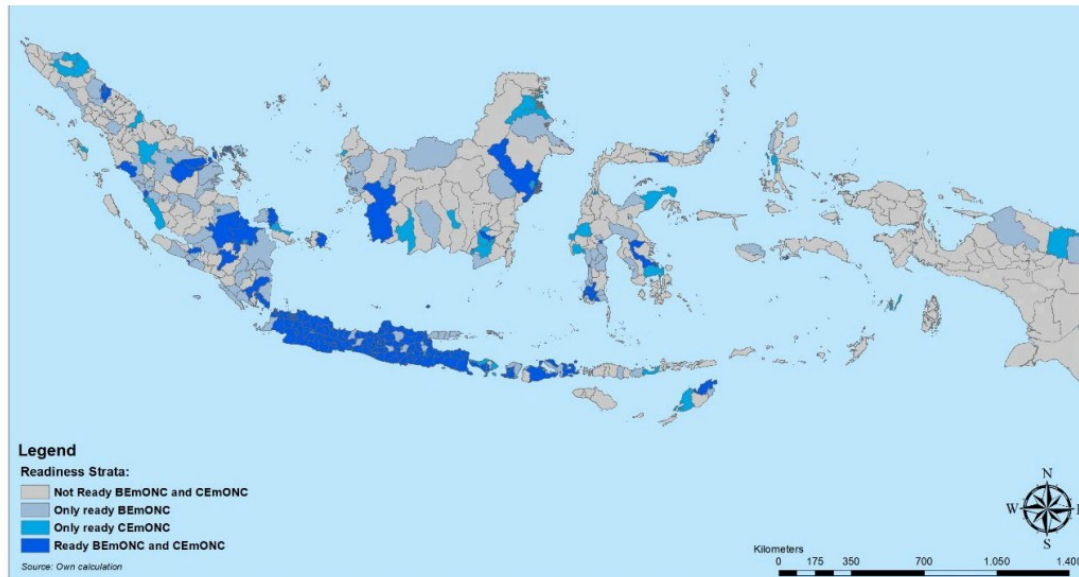 Legend
Readiness Strata:
Not Ready BEmONC and CEmONC
Only ready BEmONC
Only ready CEmONC
Ready BEmONC and CEmONC
Source: Own calculation
N
W
S
Kilometers
0 175 350 700 1.050 1.400